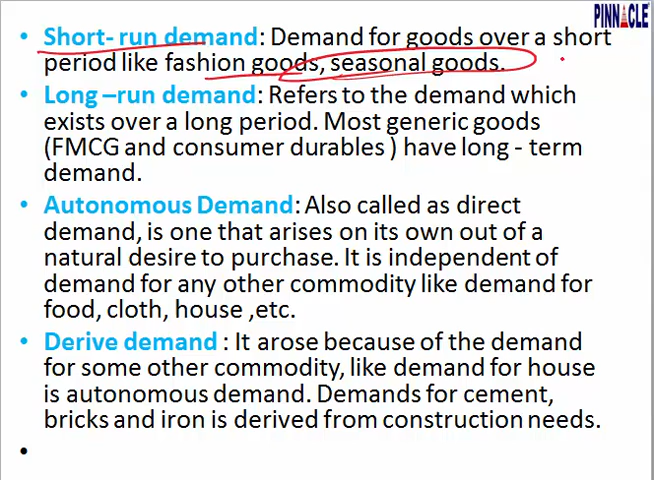 PINNACLE
• Short- run demand: Demand for goods over a short
period like fashion goods, seasonal goods.
• Long –run demand: Refers to the demand which
exists over a long period. Most generic goods
(FMCG and consumer durables ) have long - term
demand.
• Autonomous Demand: Also called as direct
demand, is one that arises on its own out of a
natural desire to purchase. It is independent of
demand for any other commodity like demand for
food, cloth, house ,etc.
• Derive demand : It arose because of the demand
for some other commodity, like demand for house
is autonomous demand. Demands for cement,
bricks and iron is derived from construction needs.
•